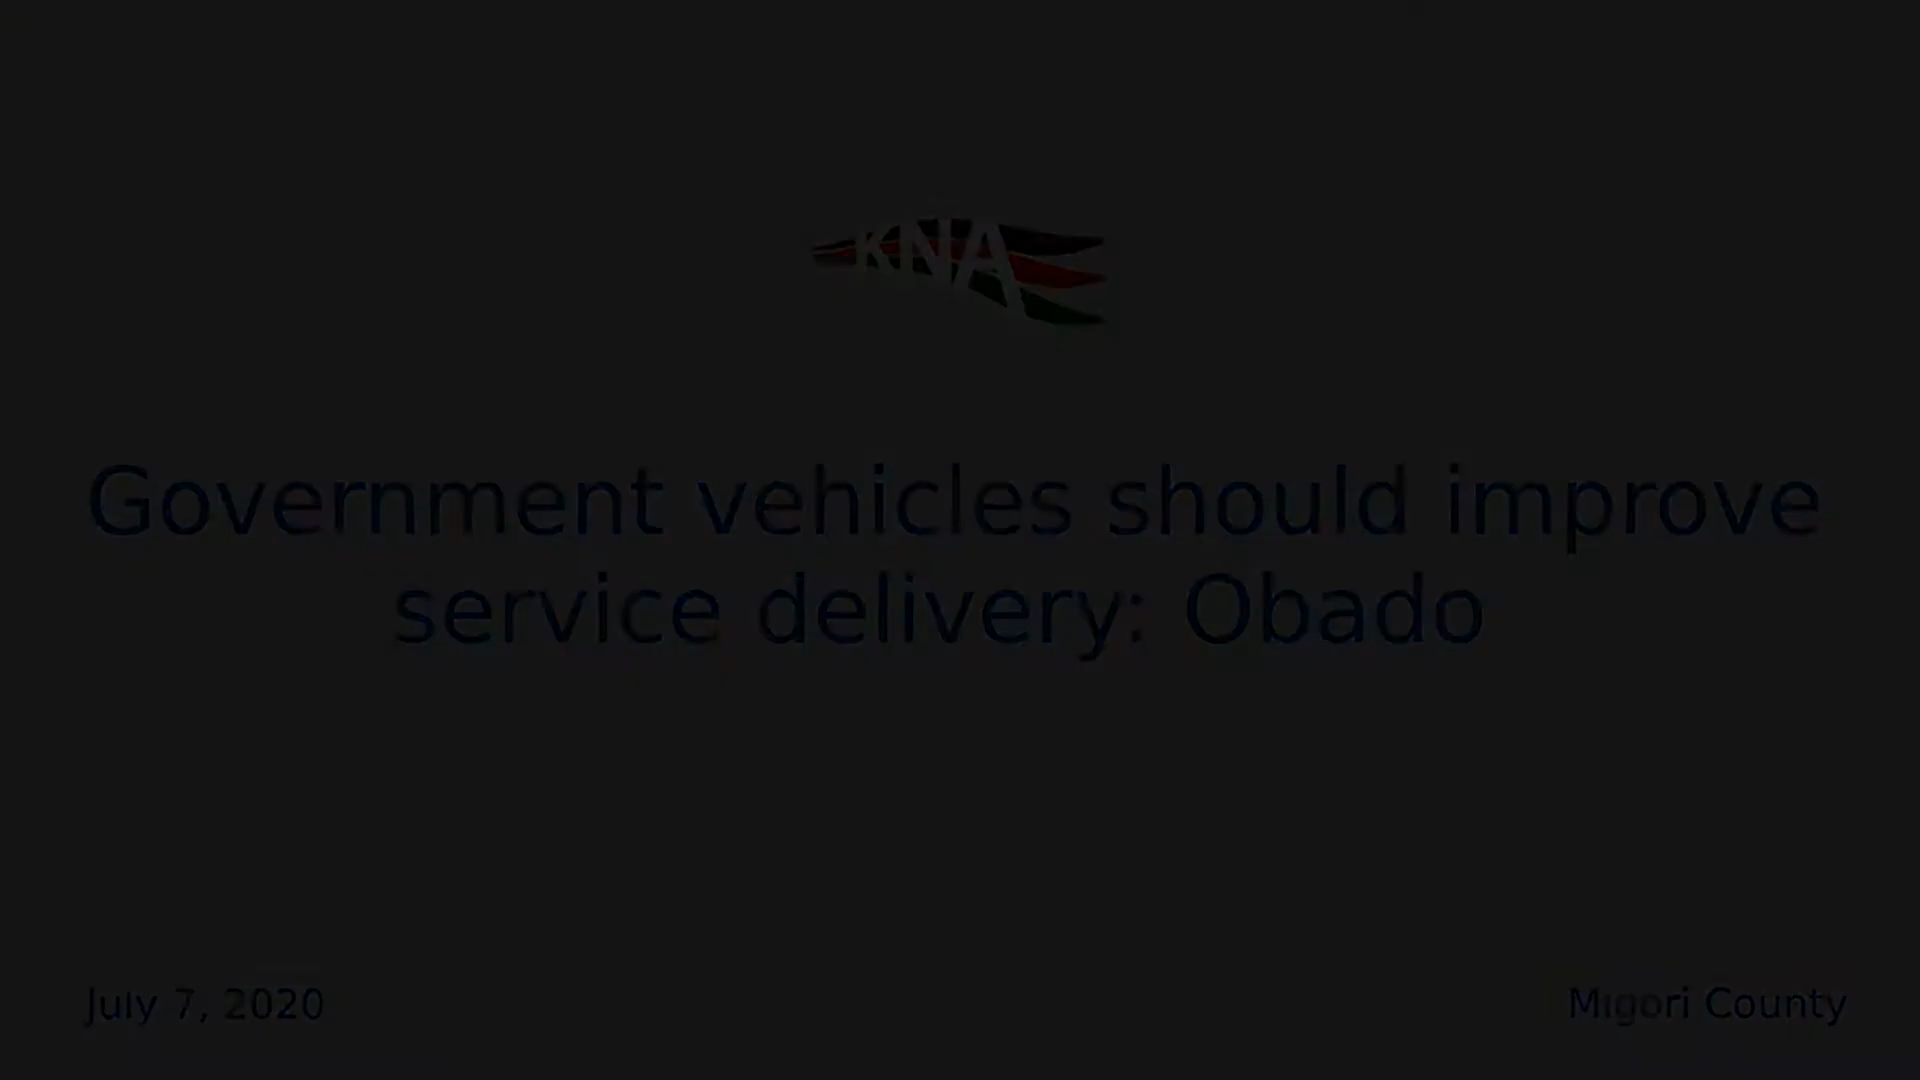 KNA
Government vehicles should improve
service delivery: Obado
July 7, 2020
Migori County